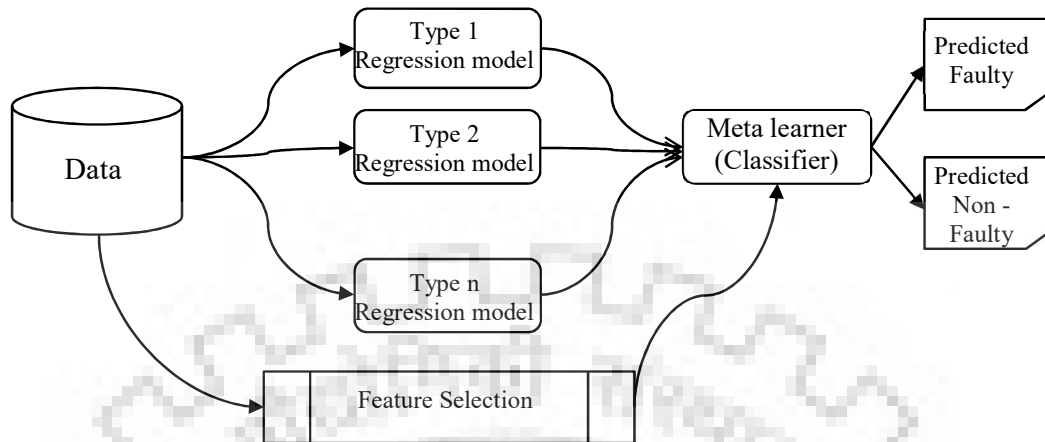 Data
Type 1
Regression model
Type 2
Regression model
Type n
Regression model
Feature Selection
Meta learner
(Classifier)
Predicted
Faulty
Predicted
Non -
Faulty